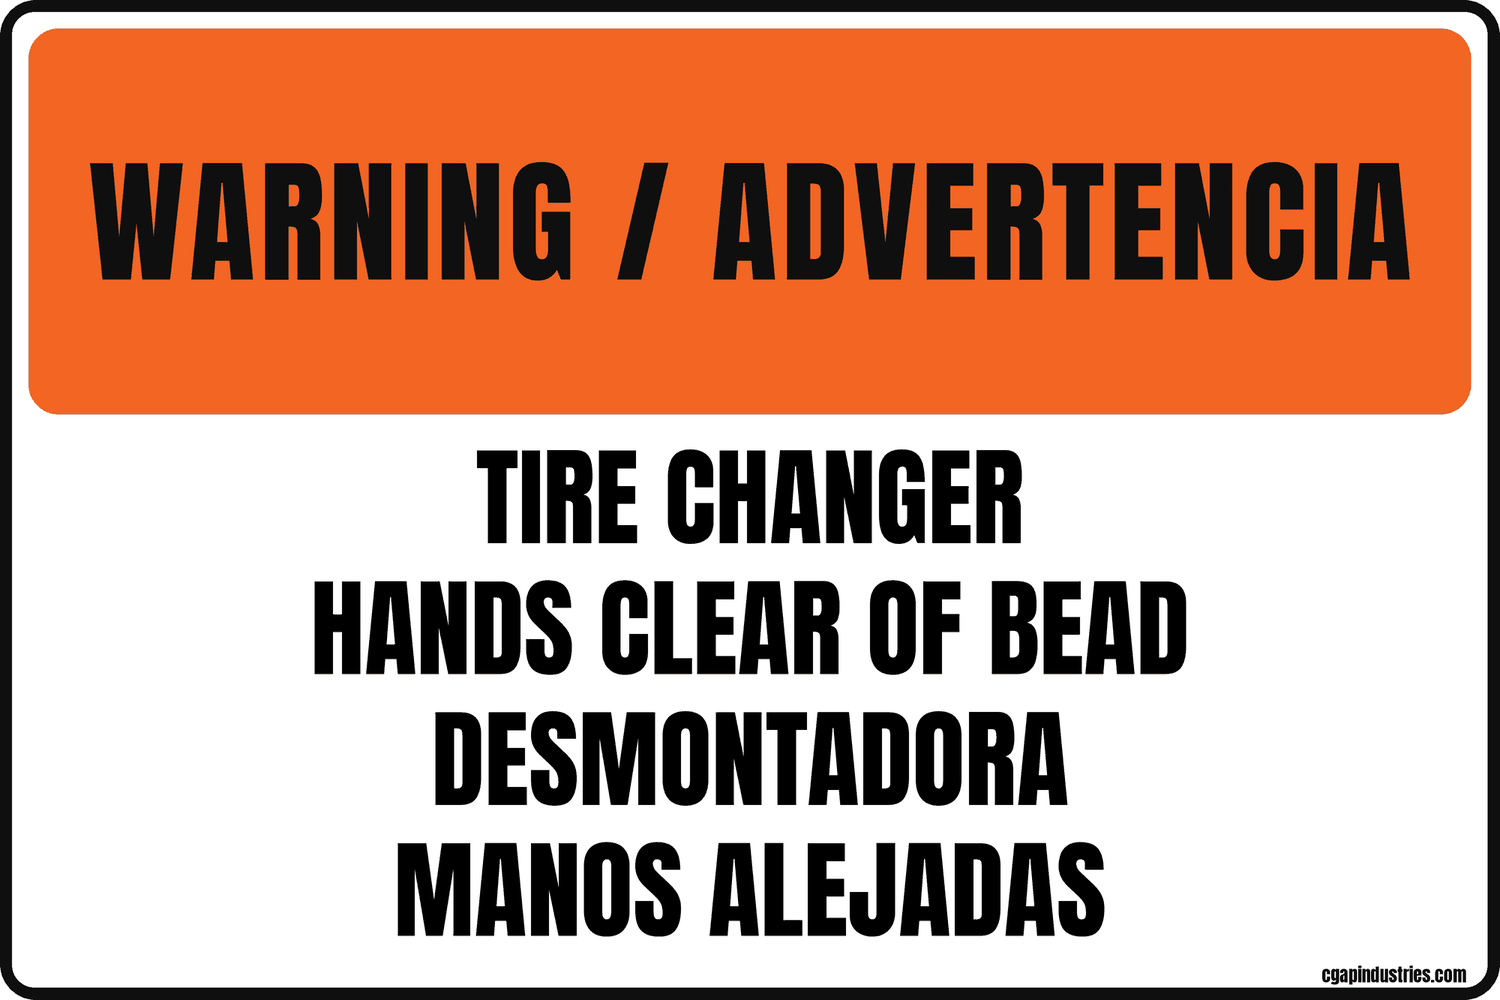 WARNING / ADVERTENCIA
TIRE CHANGER
HANDS CLEAR OF BEAD
DESMONTADORA
MANOS ALEJADAS
cgapindustries.com